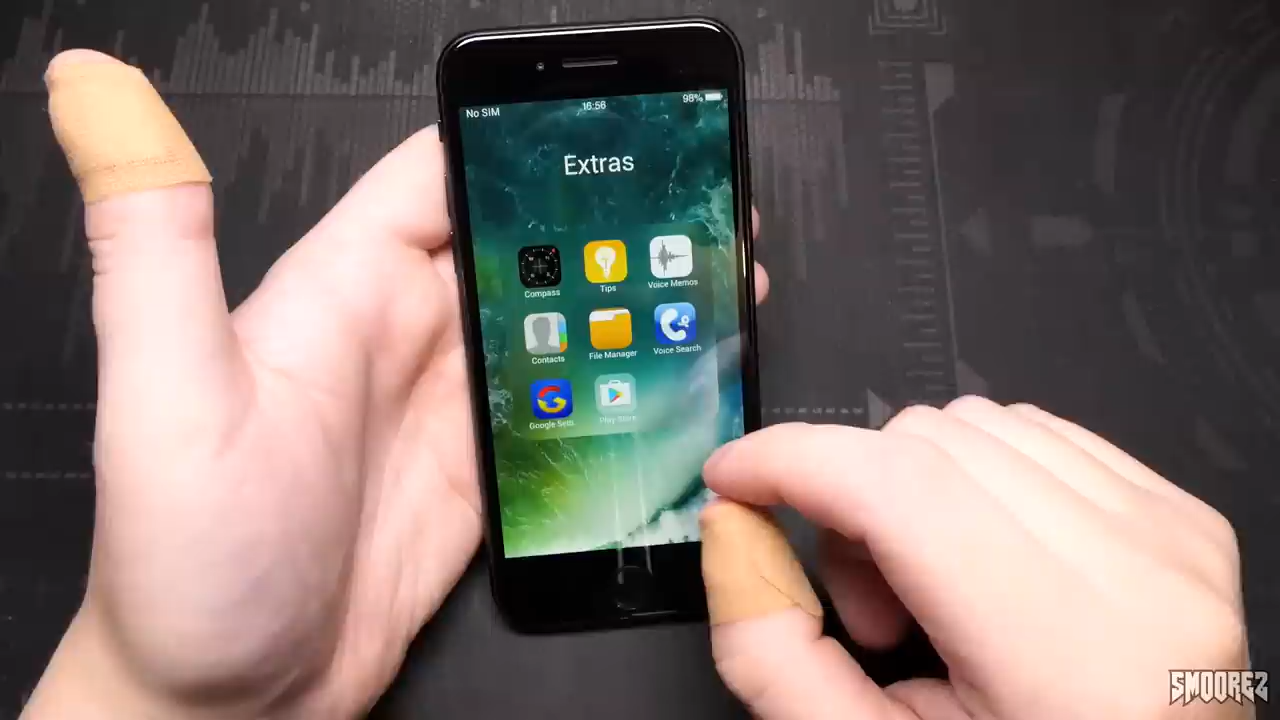 No SIM 16:56 98%
Extras
Compass Tips Voice Memos
Contacts File Manager Voice Search
Google Setti Play Store
SMOOREZ